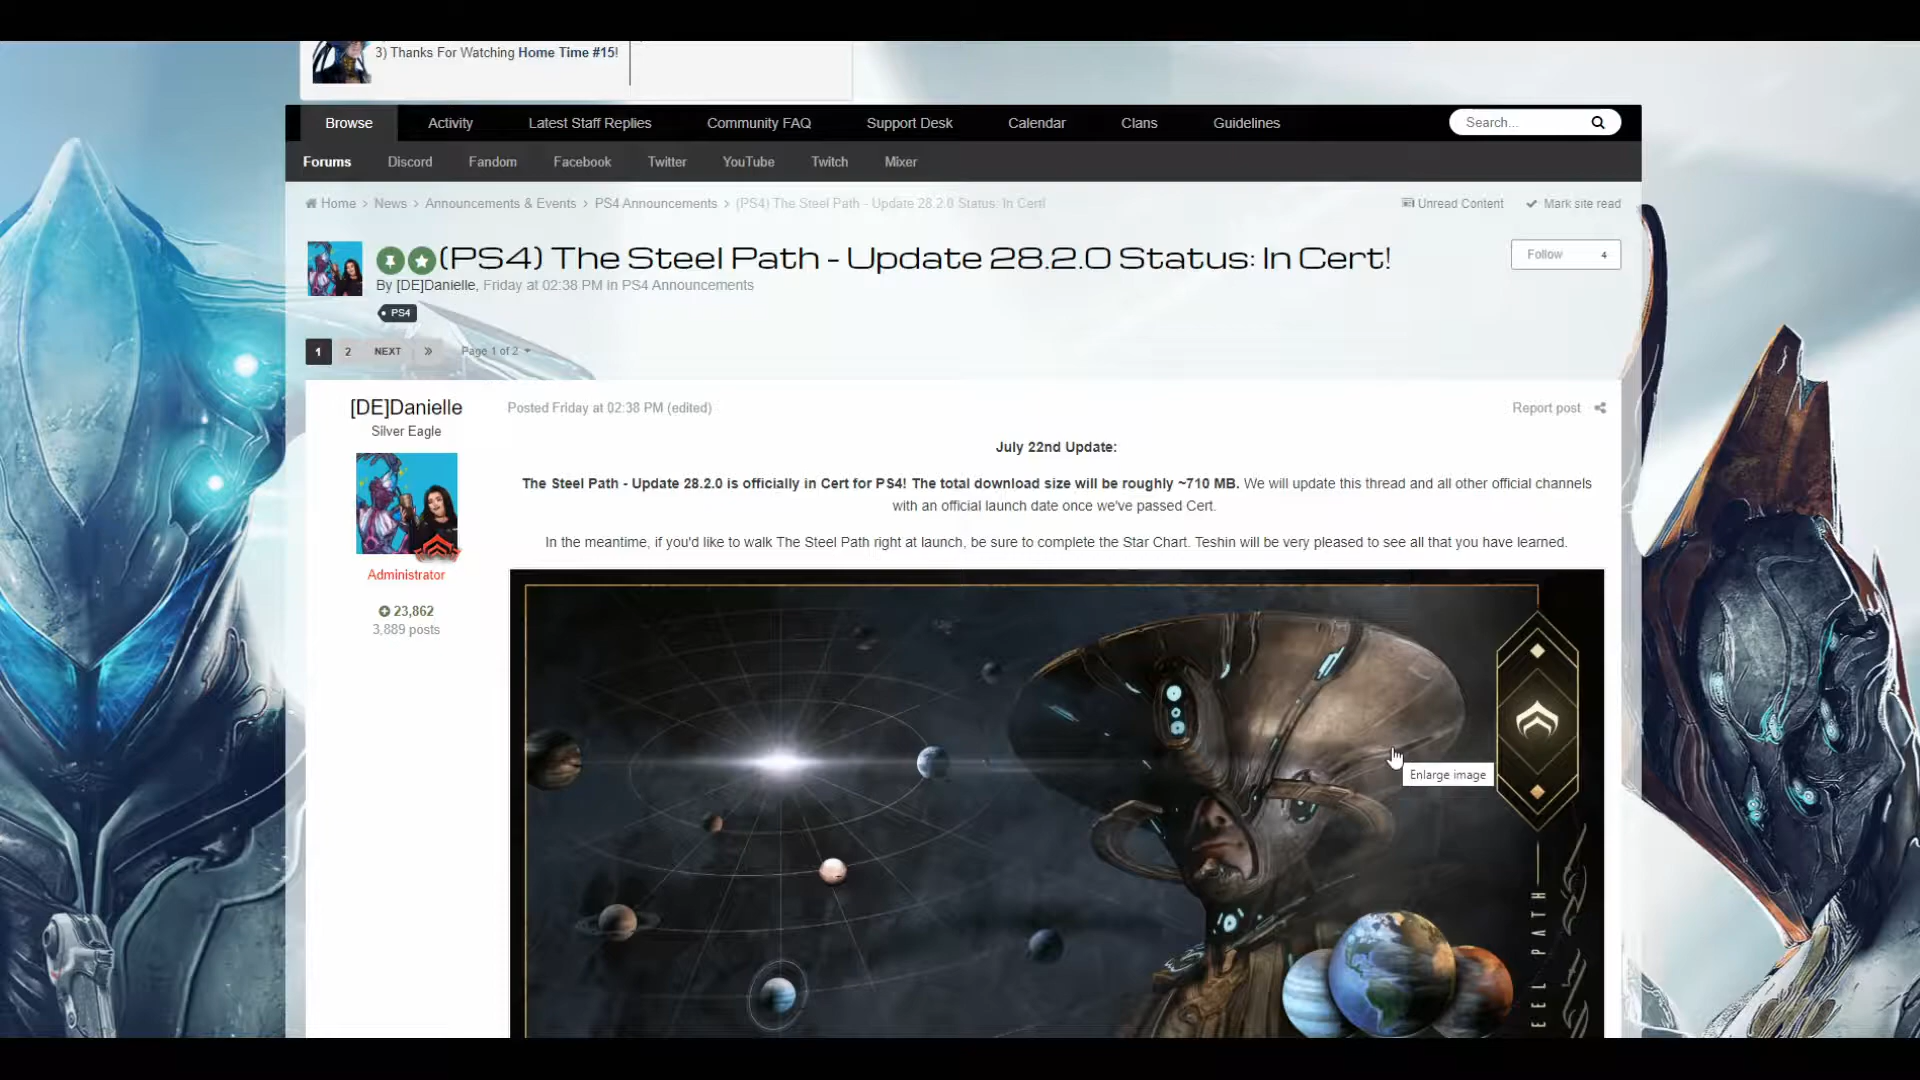 3) Thanks For Watching Home Time #15!
Browse Activity Latest Staff Replies Community FAQ Support Desk Calendar Clans Guidelines Search...
Forums Discord Fandom Facebook Twitter YouTube Twitch Mixer
Home > News > Announcements & Events > PS4 Announcements > (PS4) The Steel Path - Update 28.2.0 Status: In Cert! Unread Content Mark site read
(PS4) The Steel Path - Update 28.2.0 Status: In Cert! Follow 4
By [DE]Danielle, Friday at 02:38 PM in PS4 Announcements
PS4
1 2 NEXT » Page 1 of 2
[DE]Danielle
Silver Eagle
Administrator
23,862
3,889 posts
Posted Friday at 02:38 PM (edited) Report post
July 22nd Update:
The Steel Path - Update 28.2.0 is officially in Cert for PS4! The total download size will be roughly ~710 MB. We will update this thread and all other official channels
with an official launch date once we've passed Cert.
In the meantime, if you'd like to walk The Steel Path right at launch, be sure to complete the Star Chart. Teshin will be very pleased to see all that you have learned.
Enlarge image
EEL PATH